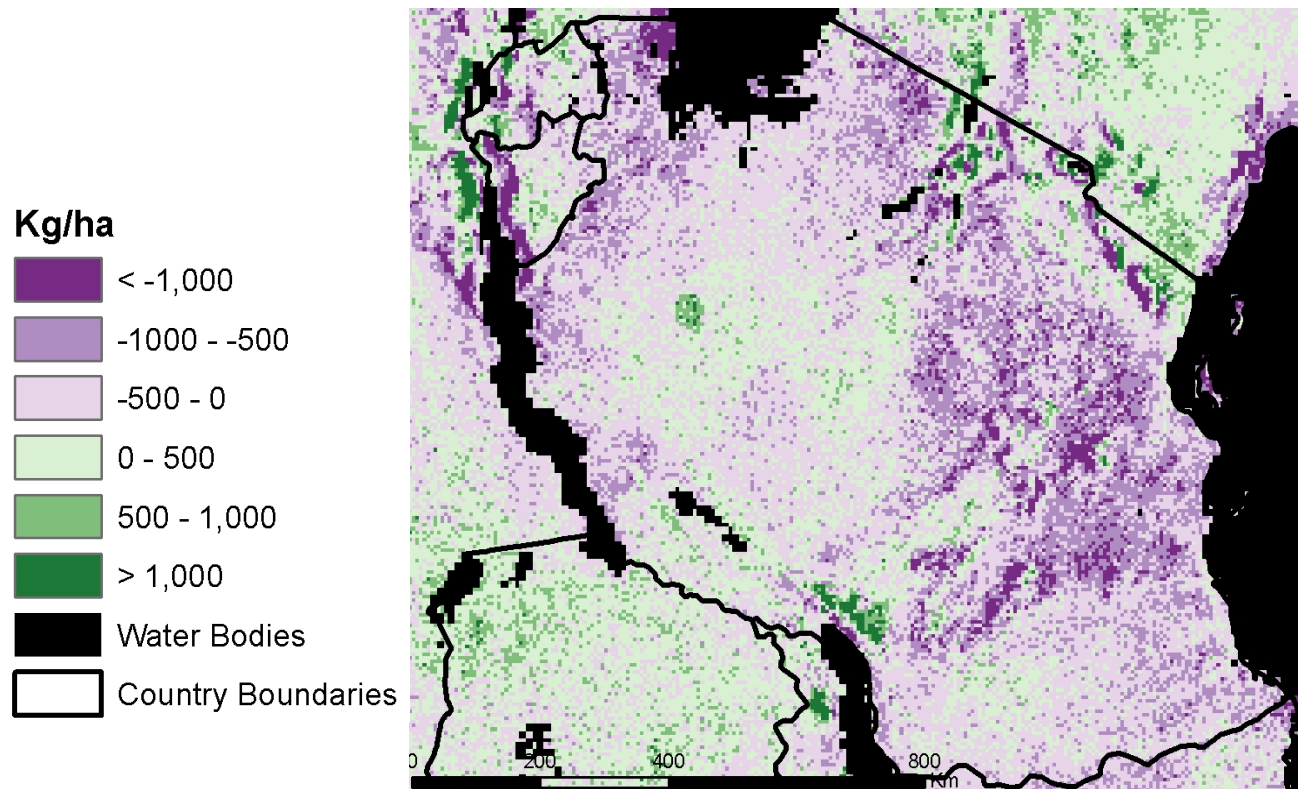 Kg/ha
< -1,000
-1000 - -500
-500 - 0
0 - 500
500 - 1,000
> 1,000
Water Bodies
Country Boundaries
0 200 400 800
Km